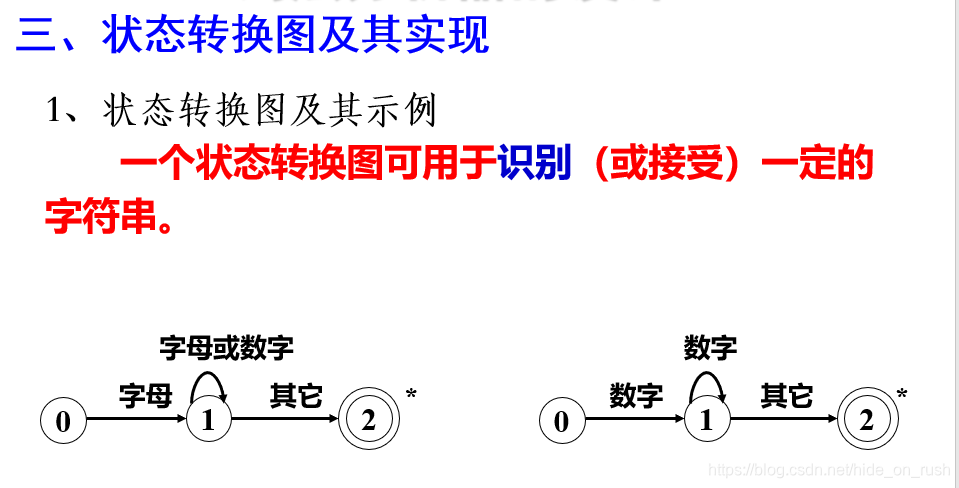 三、状态转换图及其实现
1、状态转换图及其示例
一个状态转换图可用于识别（或接受）一定的
字符串。
字母或数字
数字
字母
其它
*
数字
其它
*
0
1
2
0
1
2
https://blog.csdn.net/hide_on_rush